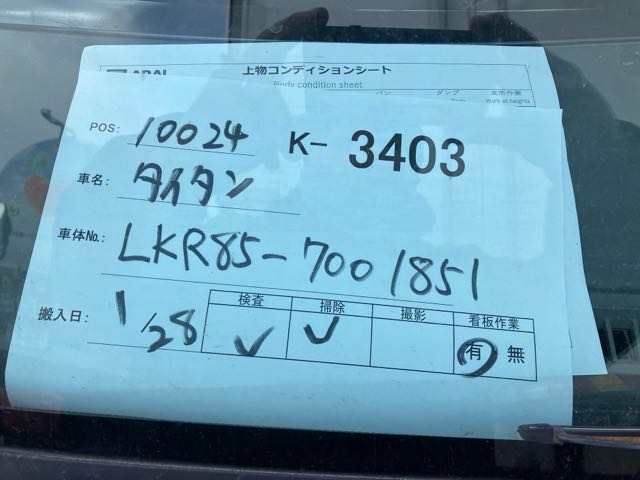 ARAI
上物コンディションシート
Body condition sheet
バン ダンプ 高所作業
Work at heights
POS: 10024 K-3403
車名: タイタン
車体No.: LKR85-7001851
搬入日: 1/28
検査 掃除 撮影 看板作業
✓ ✓ 有 無